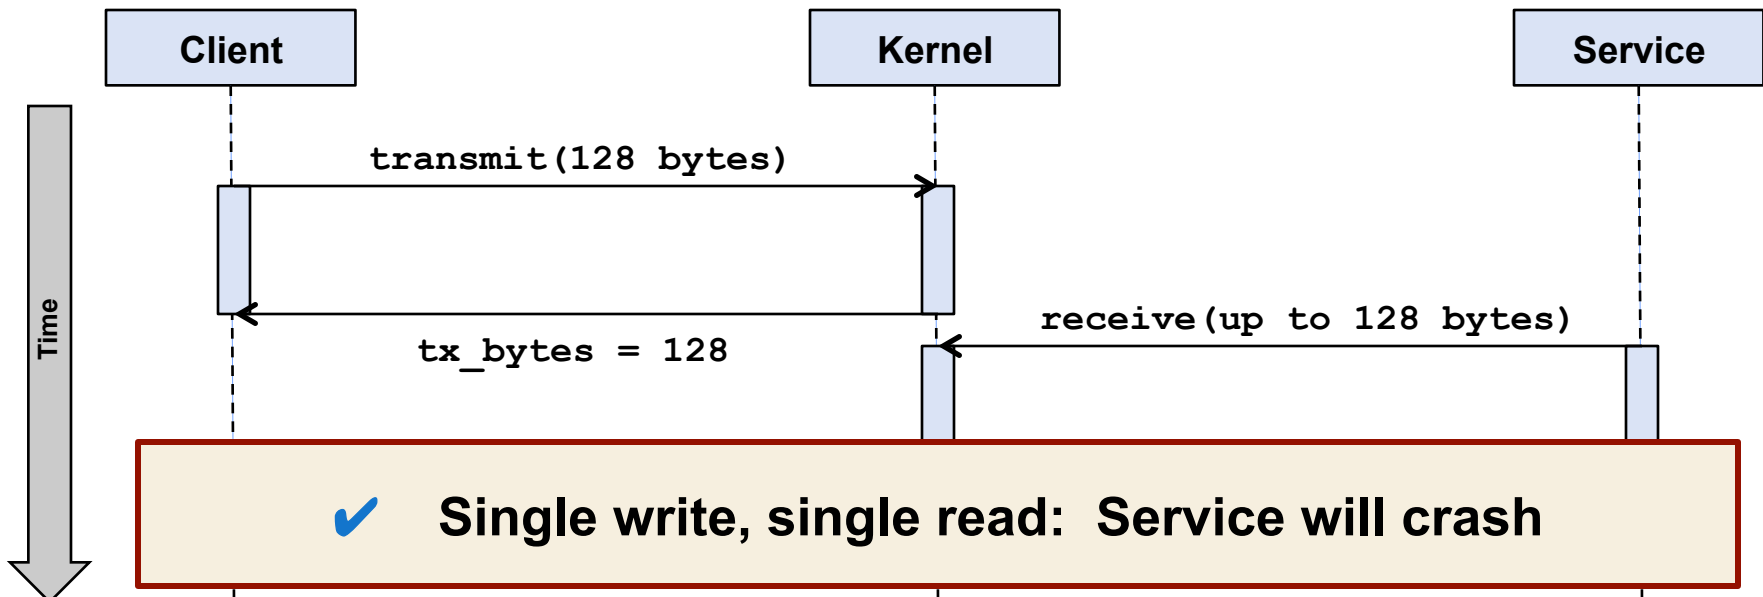 Client
Kernel
Service
transmit(128 bytes)
Time
receive(up to 128 bytes)
tx_bytes = 128
✔ Single write, single read: Service will crash